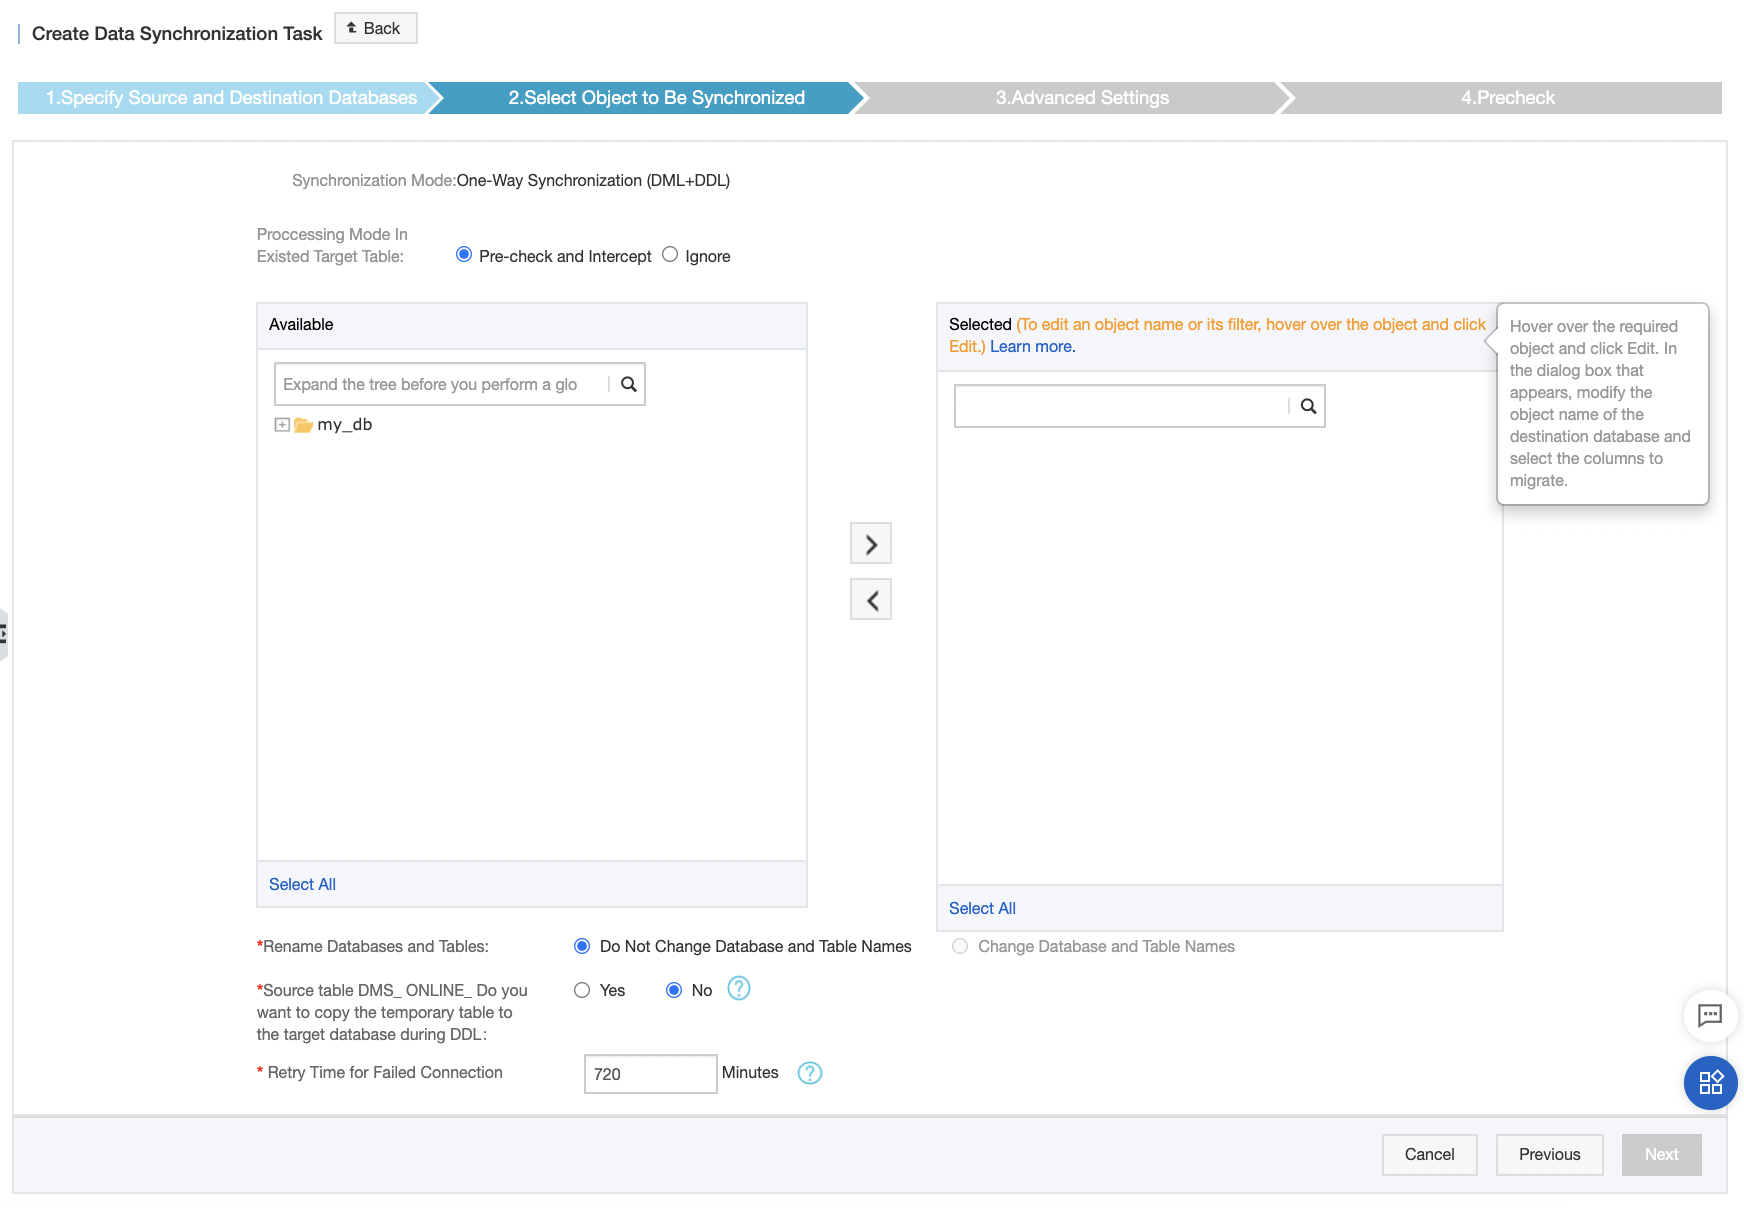 Create Data Synchronization Task
Back
1.Specify Source and Destination Databases
2.Select Object to Be Synchronized
3.Advanced Settings
4.Precheck
Synchronization Mode:One-Way Synchronization (DML+DDL)
Proccessing Mode In
Existed Target Table:
Pre-check and Intercept
Ignore
Available
Expand the tree before you perform a glo
my_db
Select All
Selected (To edit an object name or its filter, hover over the object and click
Edit.) Learn more.
Hover over the required
object and click Edit. In
the dialog box that
appears, modify the
object name of the
destination database and
select the columns to
migrate.
Select All
*Rename Databases and Tables:
Do Not Change Database and Table Names
Change Database and Table Names
*Source table DMS_ ONLINE_ Do you
want to copy the temporary table to
the target database during DDL:
Yes
No
?
* Retry Time for Failed Connection
720
Minutes
?
Cancel
Previous
Next